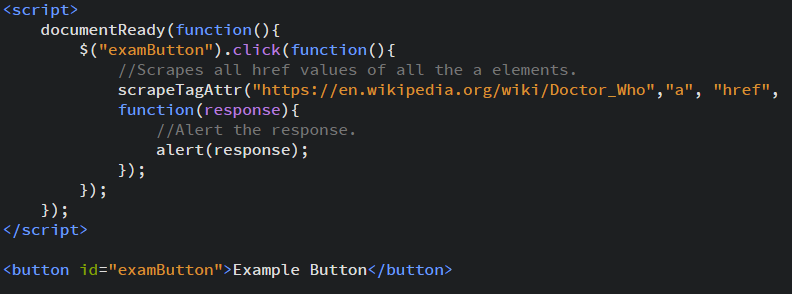 <script>
documentReady(function(){
$("examButton").click(function(){
//Scrapes all href values of all the a elements.
scrapeTagAttr("https://en.wikipedia.org/wiki/Doctor_Who","a", "href",
function(response){
//Alert the response.
alert(response);
});
});
});
</script>
<button id="examButton">Example Button</button>